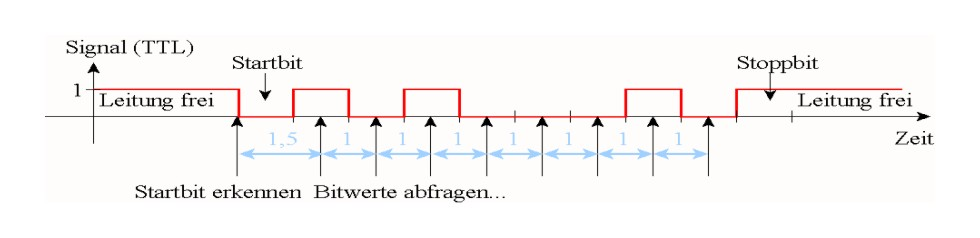 Signal (TTL)
Startbit
Stoppbit
1
Leitung frei
Leitung frei
1,5 1 1 1 1 1 1 1
Zeit
Startbit erkennen Bitwerte abfragen...